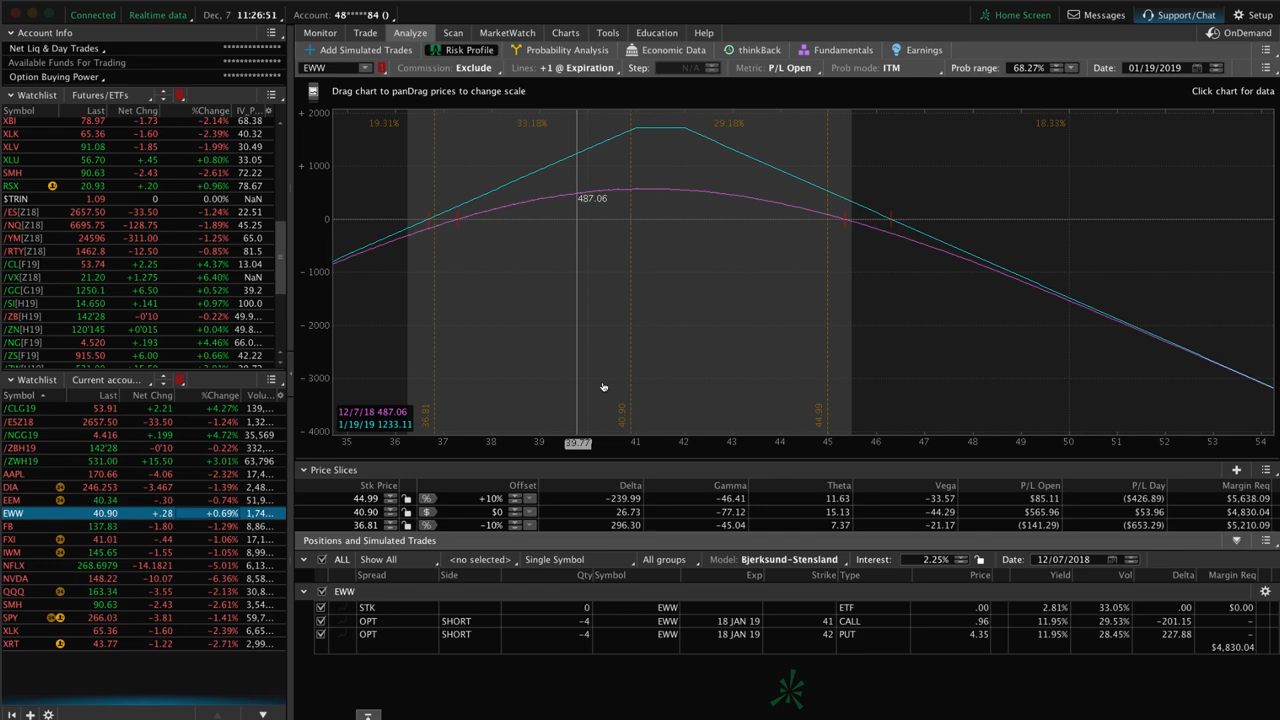 Connected Realtime data Dec, 7 11:26:51 Account: 48*****84 () Home Screen Messages Support/Chat Setup
Account Info
Net Liq & Day Trades **************
Available Funds For Trading **************
Option Buying Power **************
Watchlist Futures/ETFs
Symbol Last Net Chng %Change IV_P...
XBI 78.97 -1.73 -2.14% 68.38
XLK 65.36 -1.60 -2.39% 40.32
XLV 91.08 -1.85 -1.99% 30.49
XLU 56.70 +.45 +0.80% 33.05
SMH 90.63 -2.43 -2.61% 72.22
RSX 20.93 +.20 +0.96% 78.67
$TRIN 1.09 0 0.00% NaN
/ES[Z18] 2657.50 -33.50 -1.24% 22.51
/NQ[Z18] 6695.75 -128.75 -1.89% 45.25
/YM[Z18] 24596 -311.00 -1.25% 65.0
/RTY[Z18] 1462.8 -12.50 -0.85% 81.5
/CL[F19] 53.74 +2.25 +4.37% 13.04
/VX[Z18] 21.20 +1.275 +6.40% NaN
/GC[G19] 1250.1 +6.50 +0.52% 39.2
/SI[H19] 14.650 +.141 +0.97% 100.0
/ZB[H19] 142'28 -0'10 -0.22% 49.9...
/ZN[H19] 120'145 +0'015 +0.04% 49.8...
/NG[F19] 4.520 +.193 +4.46% 66.0...
/ZS[F19] 915.50 +6.00 +0.66% 42.22
Watchlist Current accou...
Symbol Last Net Chng %Change Volu...
/CLG19 53.91 +2.21 +4.27% 139,...
/ESZ18 2657.50 -33.50 -1.24% 1,32...
/NGG19 4.416 +.199 +4.72% 35,569
/ZBH19 142'28 -0'10 -0.22% 332,...
/ZWH19 531.00 +15.50 +3.01% 63,796
AAPL 170.66 -4.06 -2.32% 17,4...
DIA 246.253 -3.467 -1.39% 2,48...
EEM 40.34 -.30 -0.74% 51,9...
EWW 40.90 +.28 +0.69% 1,74...
FB 137.83 -1.80 -1.29% 8,86...
FXI 41.01 -.44 -1.06% 17,1...
IWM 145.65 -1.55 -1.05% 8,99...
NFLX 268.6979 -14.1821 -5.01% 6,13...
NVDA 148.22 -10.07 -6.36% 8,58...
QQQ 163.34 -3.55 -2.13% 20,8...
SMH 90.63 -2.43 -2.61% 3,54...
SPY 266.03 -3.81 -1.41% 59,7...
XLK 65.36 -1.60 -2.39% 6,65...
XRT 43.77 -1.22 -2.71% 2,99...
Monitor Trade Analyze Scan MarketWatch Charts Tools Education Help OnDemand
Add Simulated Trades Risk Profile Probability Analysis Economic Data thinkBack Fundamentals Earnings
EWW Commission: Exclude Lines: +1 @ Expiration Step: N/A Metric: P/L Open Prob mode: ITM Prob range: 68.27% Date: 01/19/2019
Drag chart to panDrag prices to change scale Click chart for data
+ 2000 19.31% 33.18% 29.18% 18.33%
+ 1000
487.06
0
- 1000
- 2000
- 3000
12/7/18 487.06
1/19/19 1233.11
36.81 40.90 44.99
- 4000
35 36 37 38 39 39.77 41 42 43 44 45 46 47 48 49 50 51 52 53 54
Price Slices
Stk Price Offset Delta Gamma Theta Vega P/L Open P/L Day Margin Req
44.99 % +10% -239.99 -46.41 11.63 -33.57 $85.11 ($426.89) $5,638.09
40.90 $ $0 26.73 -77.12 15.13 -44.29 $565.96 $53.96 $4,830.04
36.81 % -10% 296.30 -45.04 7.37 -21.17 ($141.29) ($653.29) $5,210.09
Positions and Simulated Trades
ALL Show All <no selected> Single Symbol All groups Model: Bjerksund-Stensland Interest: 2.25% Date: 12/07/2018
Spread Side Qty Symbol Exp Strike Type Price Yield Vol Delta Margin Req
EWW
STK 0 EWW ETF .00 2.81% 33.05% .00 $0.00
OPT SHORT -4 EWW 18 JAN 19 41 CALL .96 11.95% 29.53% -201.15 -
OPT SHORT -4 EWW 18 JAN 19 42 PUT 4.35 11.95% 28.45% 227.88 -
$4,830.04